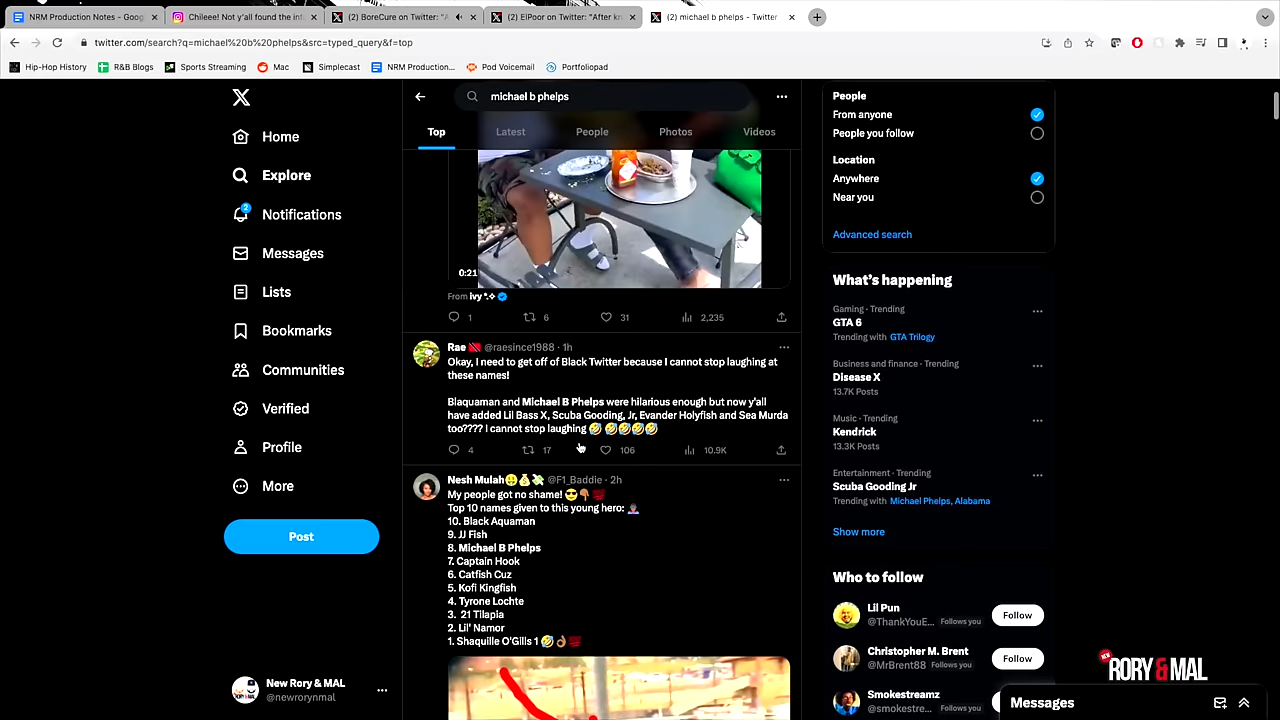 NRM Production Notes - Goog
Chileee! Not y'all found the int
(2) BoreCure on Twitter: "A
(2) ElPoor on Twitter: "After kn
(2) michael b phelps - Twitter
twitter.com/search?q=michael%20b%20phelps&src=typed_query&f=top
Hip-Hop History
R&B Blogs
Sports Streaming
Mac
Simplecast
NRM Production...
Pod Voicemail
Portfoliopad
Home
Explore
2
Notifications
Messages
Lists
Bookmarks
Communities
Verified
Profile
More
Post
New Rory & MAL
@newrorynmal
michael b phelps
Top
Latest
People
Photos
Videos
0:21
From ivy
1 6 31 2,235
Rae @raesince1988 · 1h
Okay, I need to get off of Black Twitter because I cannot stop laughing at
these names!
Blaquaman and Michael B Phelps were hilarious enough but now y'all
have added Lil Bass X, Scuba Gooding, Jr, Evander Holyfish and Sea Murda
too???? I cannot stop laughing 🤣 🤣🤣🤣🤣
4 17 106 10.9K
Nesh Mulah @F1_Baddie · 2h
My people got no shame! 😎👇🏾💯
Top 10 names given to this young hero:
10. Black Aquaman
9. JJ Fish
8. Michael B Phelps
7. Captain Hook
6. Catfish Cuz
5. Kofi Kingfish
4. Tyrone Lochte
3. 21 Tilapia
2. Lil' Namor
1. Shaquille O'Gills 1 🤣👌🏾💯
People
From anyone
People you follow
Location
Anywhere
Near you
Advanced search
What's happening
Gaming · Trending
GTA 6
Trending with GTA Trilogy
Business and finance · Trending
Disease X
13.7K Posts
Music · Trending
Kendrick
13.3K Posts
Entertainment · Trending
Scuba Gooding Jr
Trending with Michael Phelps, Alabama
Show more
Who to follow
Lil Pun
@ThankYouE... Follows you
Follow
Christopher M. Brent
@MrBrent88 Follows you
Follow
Smokestreamz
@smokestre... Follows you
NEW
RORY & MAL
Messages